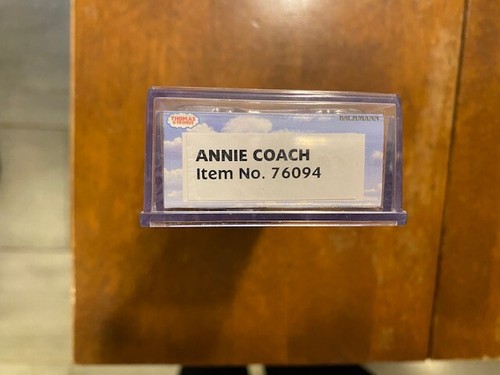 THOMAS
& FRIENDS
BACHMANN
ANNIE COACH
Item No. 76094